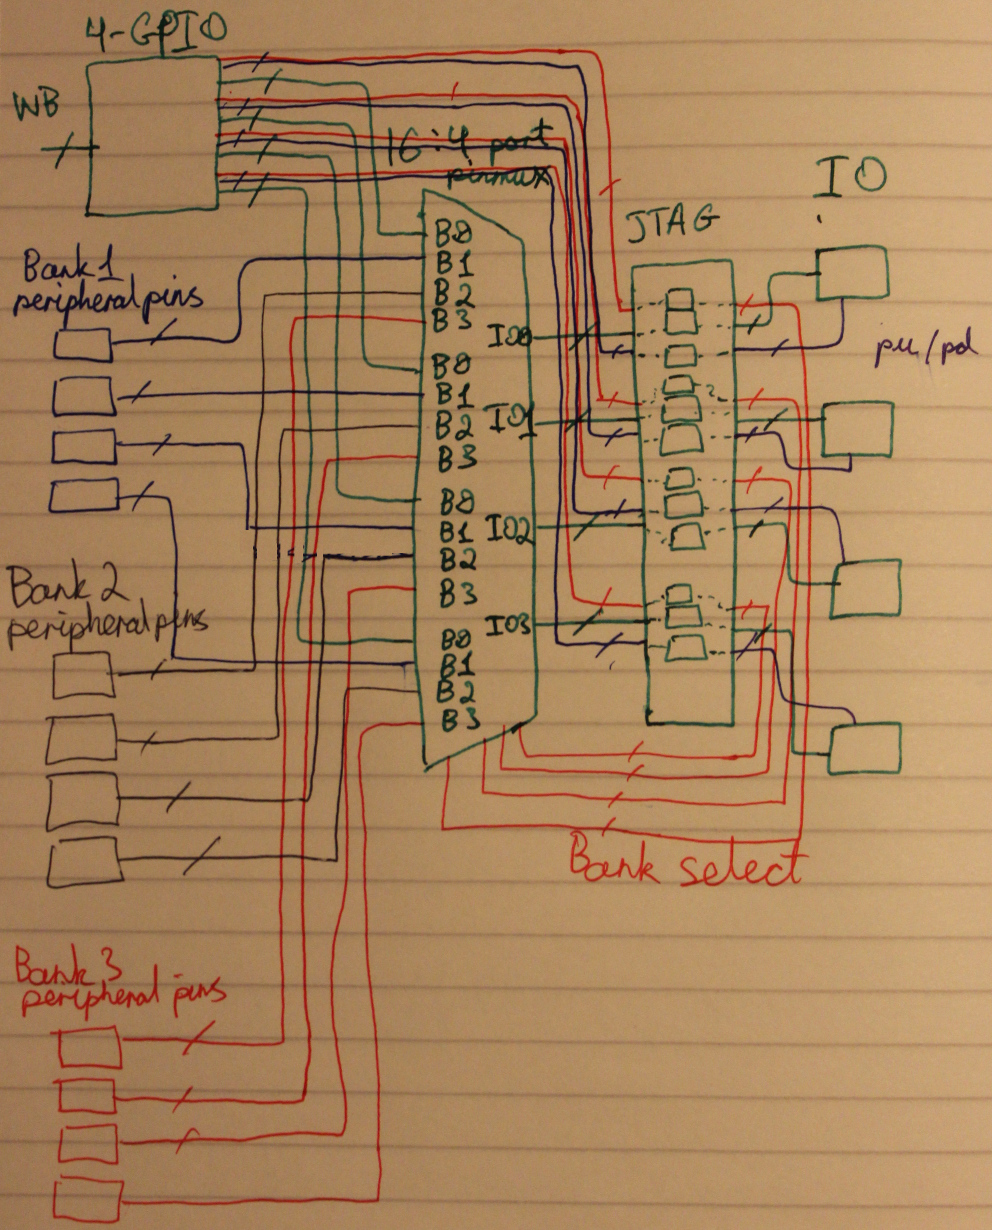 4-GPIO
WB
16:4 port
pinmux
IO
JTAG
Bank 1
peripheral pins
B0
B1
B2
B3
IO0
pu/pd
B0
B1
IO1
B2
B3
B0
B1
IO2
B2
B3
Bank 2
peripheral pins
IO3
B0
B1
B2
B3
Bank select
Bank 3
peripheral pins